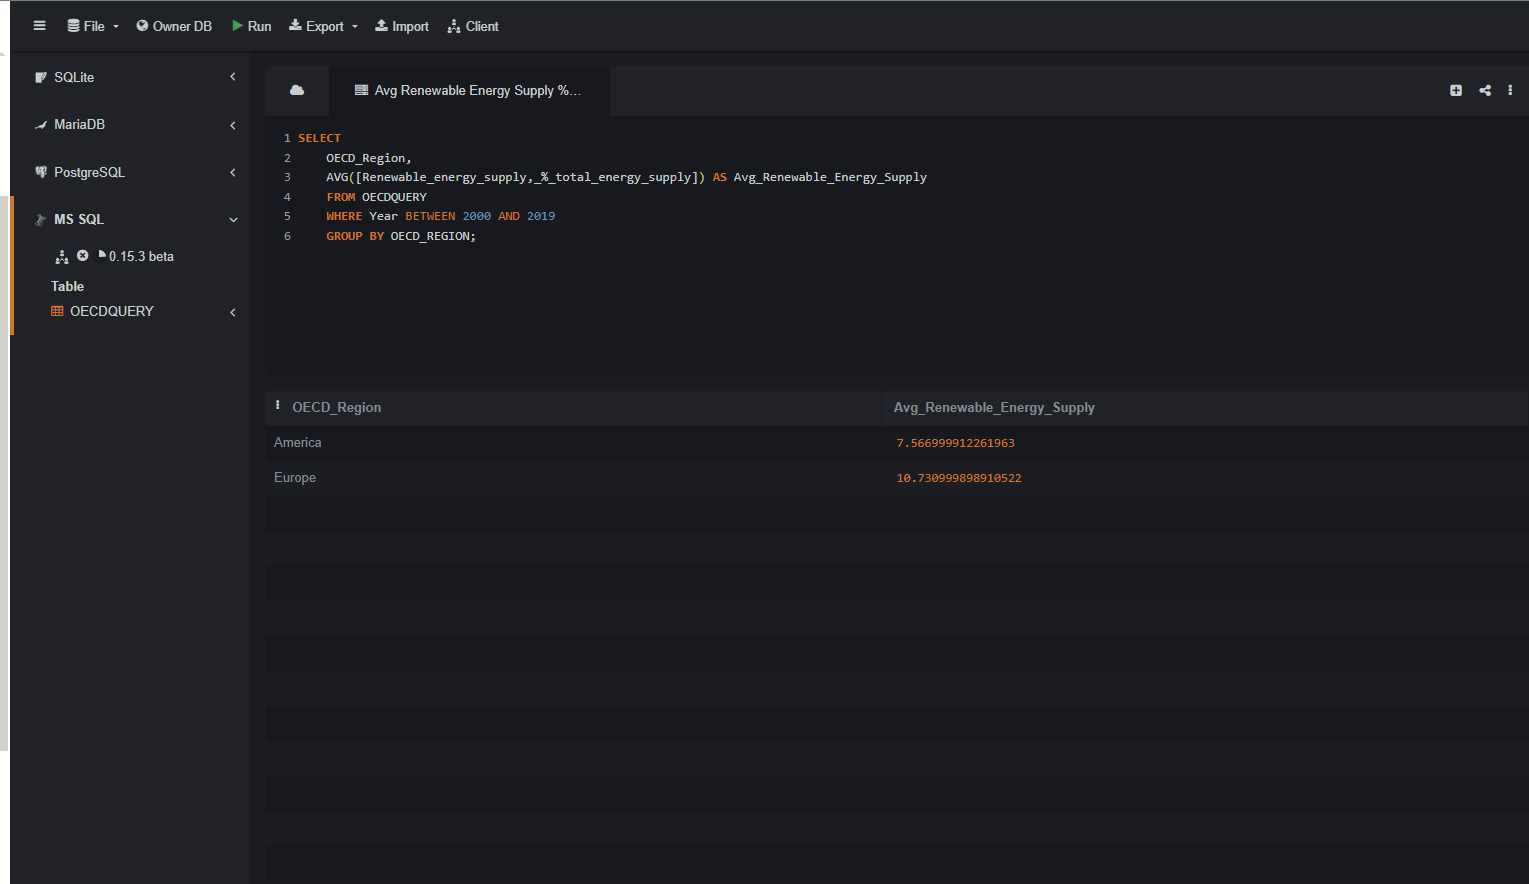 File Owner DB Run Export Import Client
SQLite
MariaDB
PostgreSQL
MS SQL
0.15.3 beta
Table
OECDQUERY
Avg Renewable Energy Supply %...
1 SELECT
2 OECD_Region,
3 AVG([Renewable_energy_supply,_%_total_energy_supply]) AS Avg_Renewable_Energy_Supply
4 FROM OECDQUERY
5 WHERE Year BETWEEN 2000 AND 2019
6 GROUP BY OECD_REGION;
OECD_Region Avg_Renewable_Energy_Supply
America 7.566999912261963
Europe 10.730999898910522